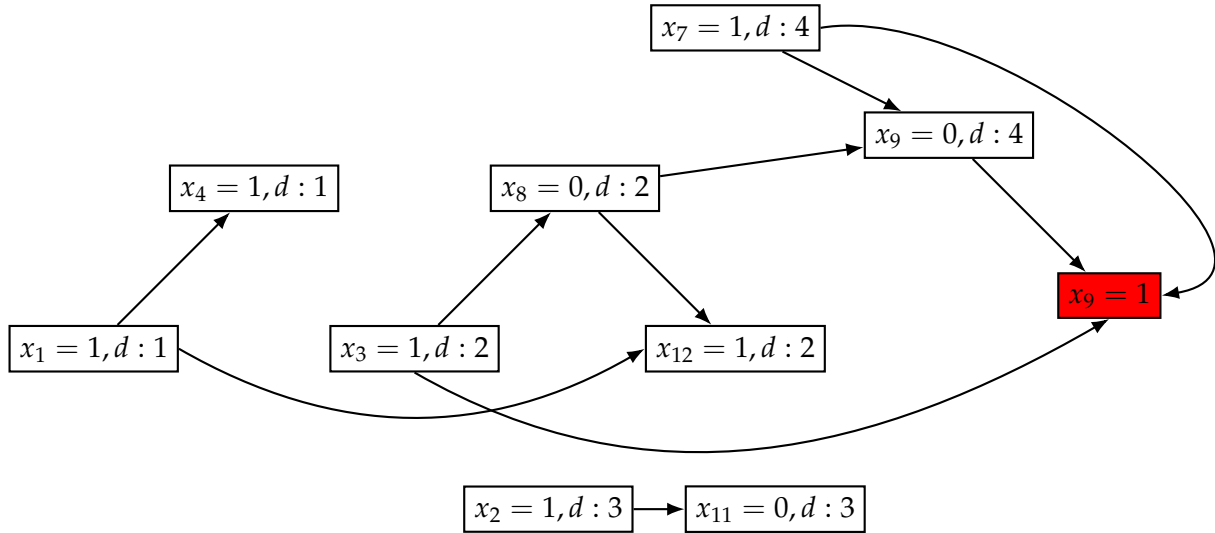 x₇ = 1, d : 4
x₉ = 0, d : 4
x₄ = 1, d : 1
x₈ = 0, d : 2
x₉ = 1
x₁ = 1, d : 1
x₃ = 1, d : 2
x₁₂ = 1, d : 2
x₂ = 1, d : 3
x₁₁ = 0, d : 3